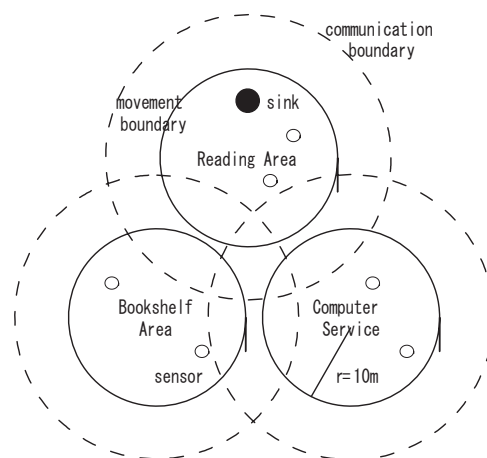 communication
boundary
movement
boundary
sink
Reading Area
Bookshelf
Area
sensor
Computer
Service
r=10m